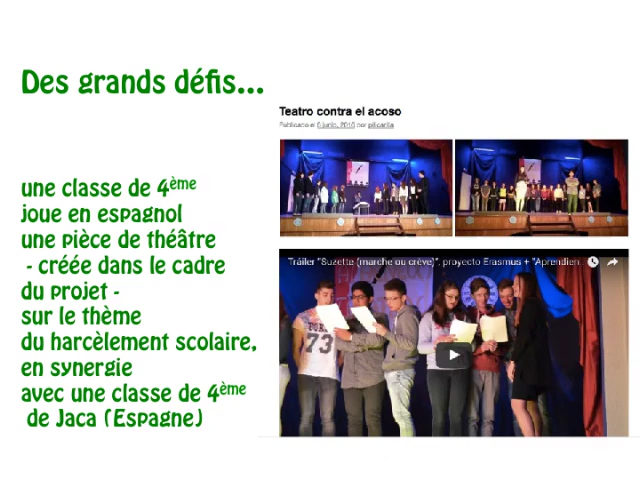 Des grands défis...
Teatro contra el acoso
Publicado el 6 junio, 2016 por
une classe de 4ème
joue en espagnol
une pièce de théâtre
- créée dans le cadre
du projet -
sur le thème
du harcèlement scolaire,
en synergie
avec une classe de 4ème
de Jaca (Espagne)
Tráiler "Suzette (marche ou crève)", proyecto Erasmus + "Aprendien
73